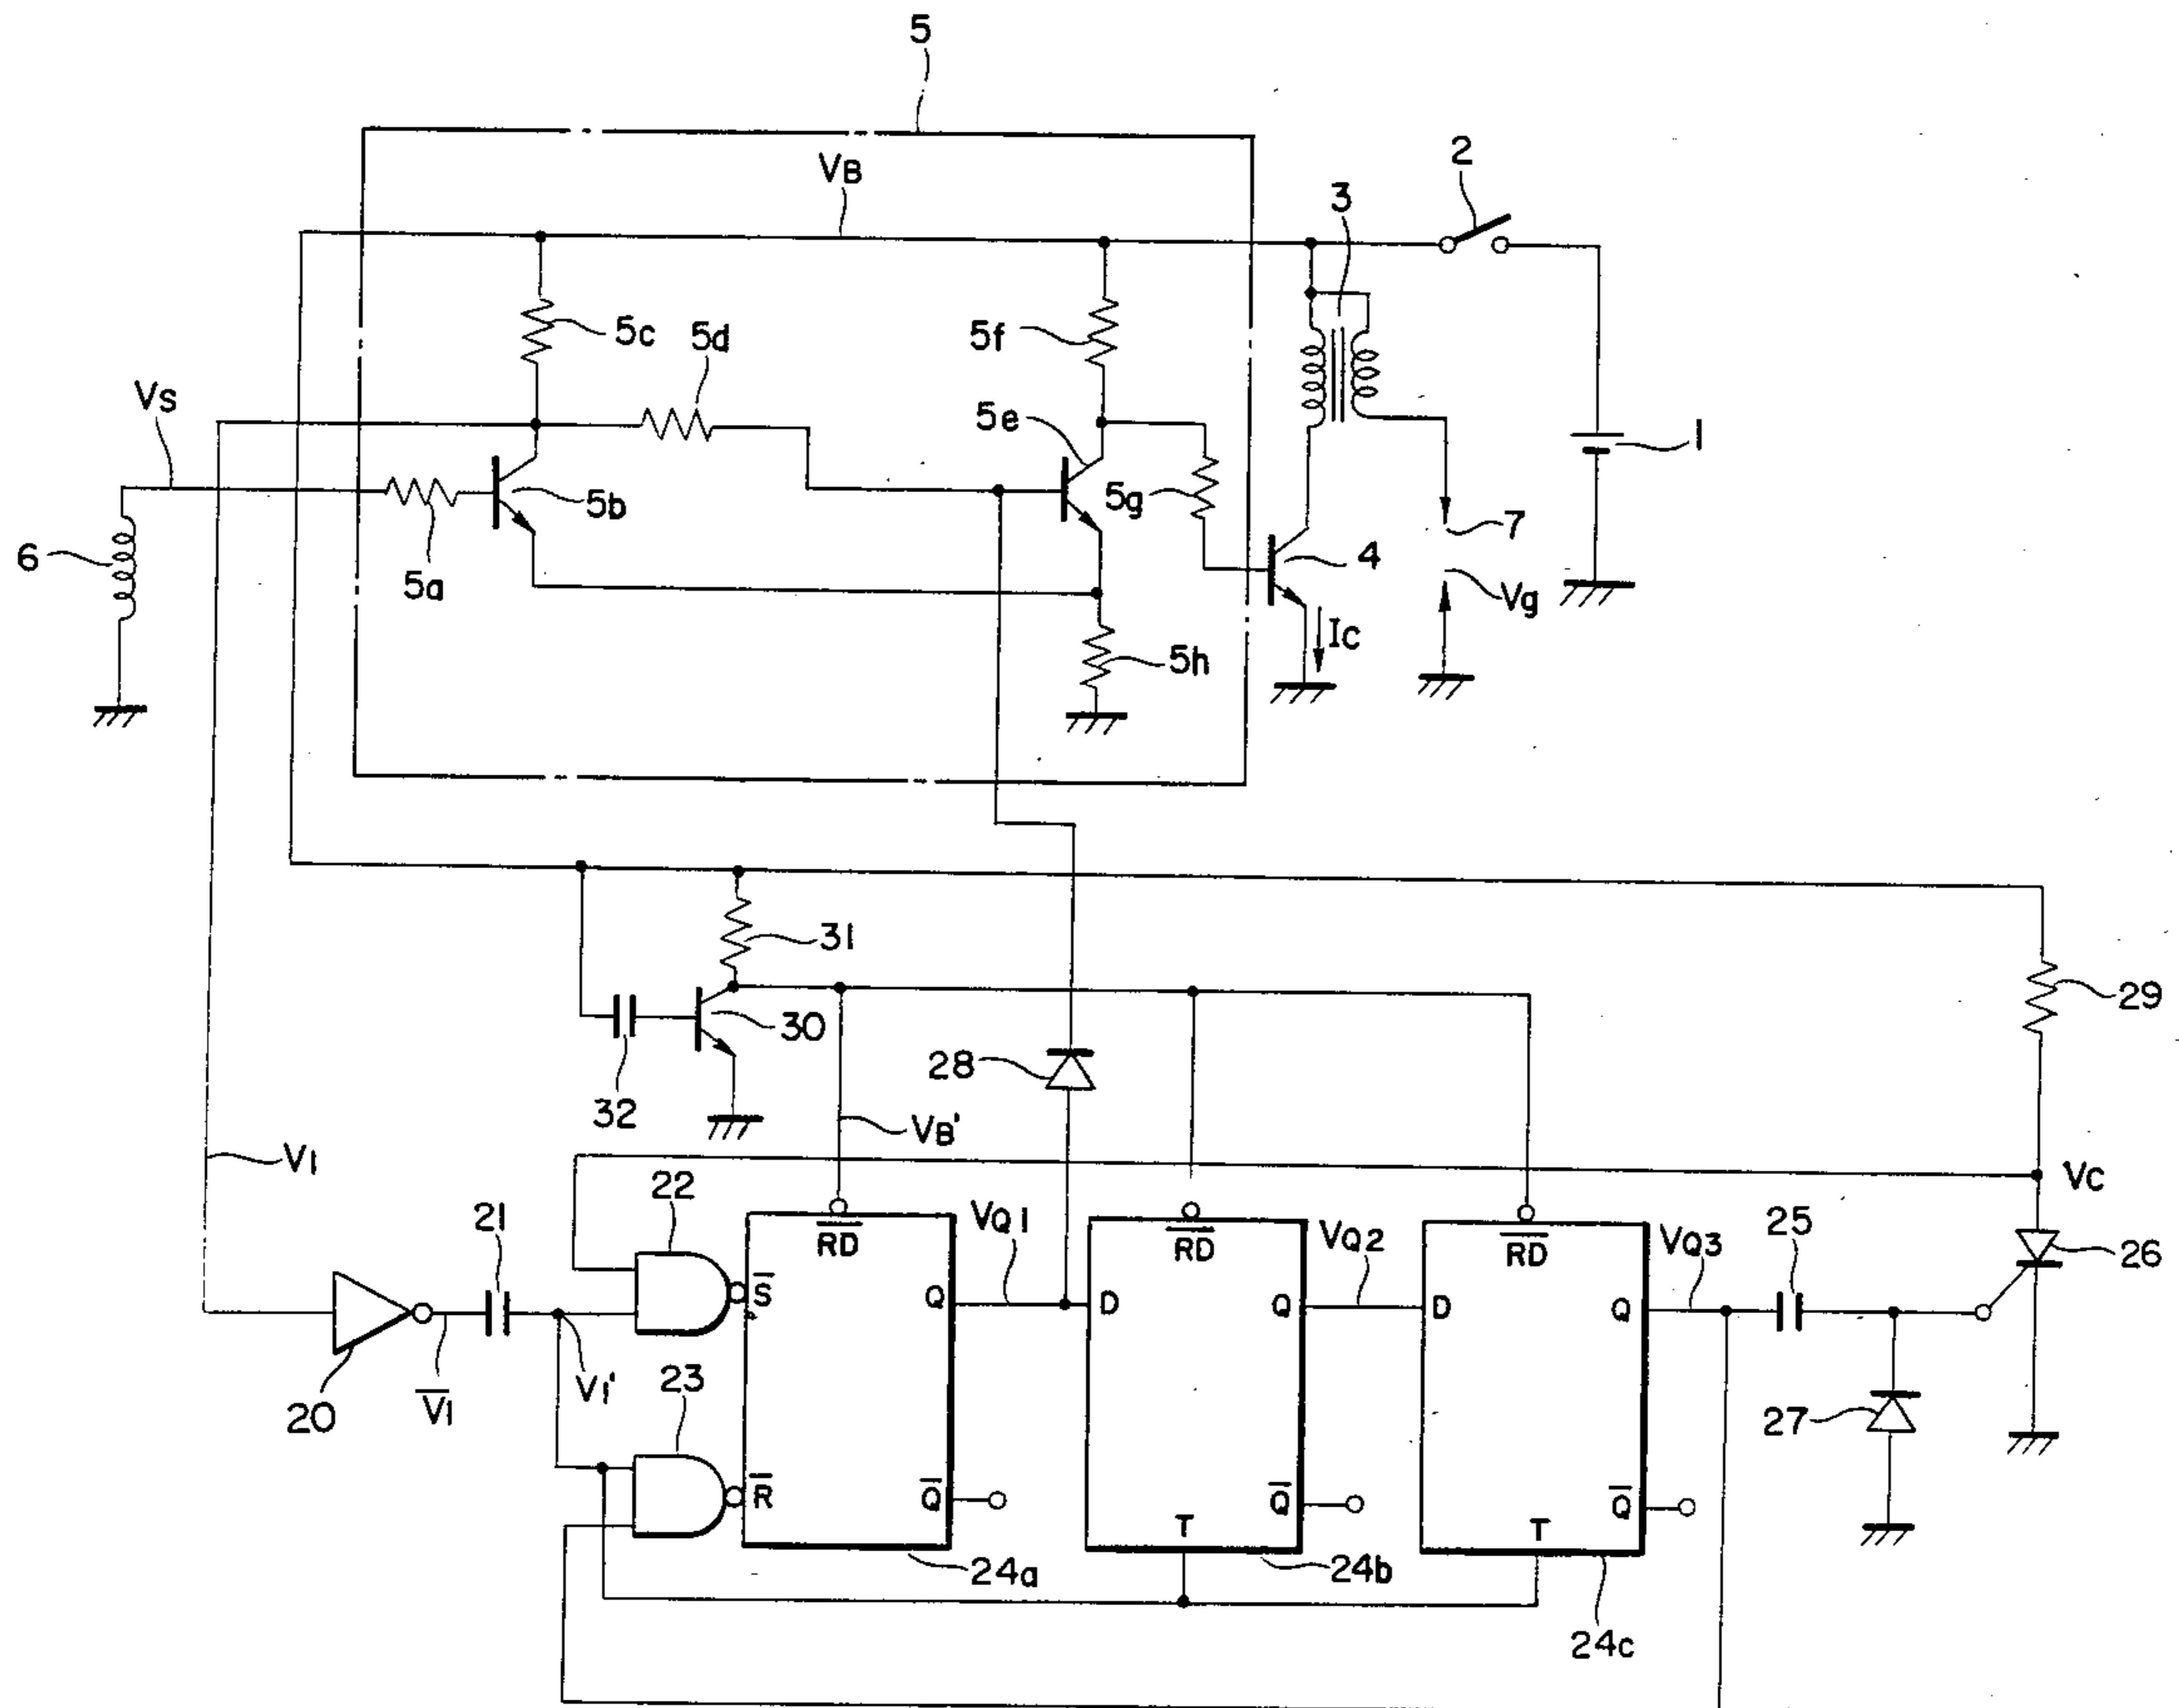 5
VB
2
3
5c
5d
5f
VS
5e
1
5b
5g
7
6
5a
4
Vg
5h
IC
31
29
30
28
32
VB'
V1
VC
22
21
VQ1
VQ2
VQ3
25
RD
RD
RD
26
S
Q
D
Q
D
Q
20
V1
V1'
23
27
R
Q
Q
Q
T
T
24a
24b
24c